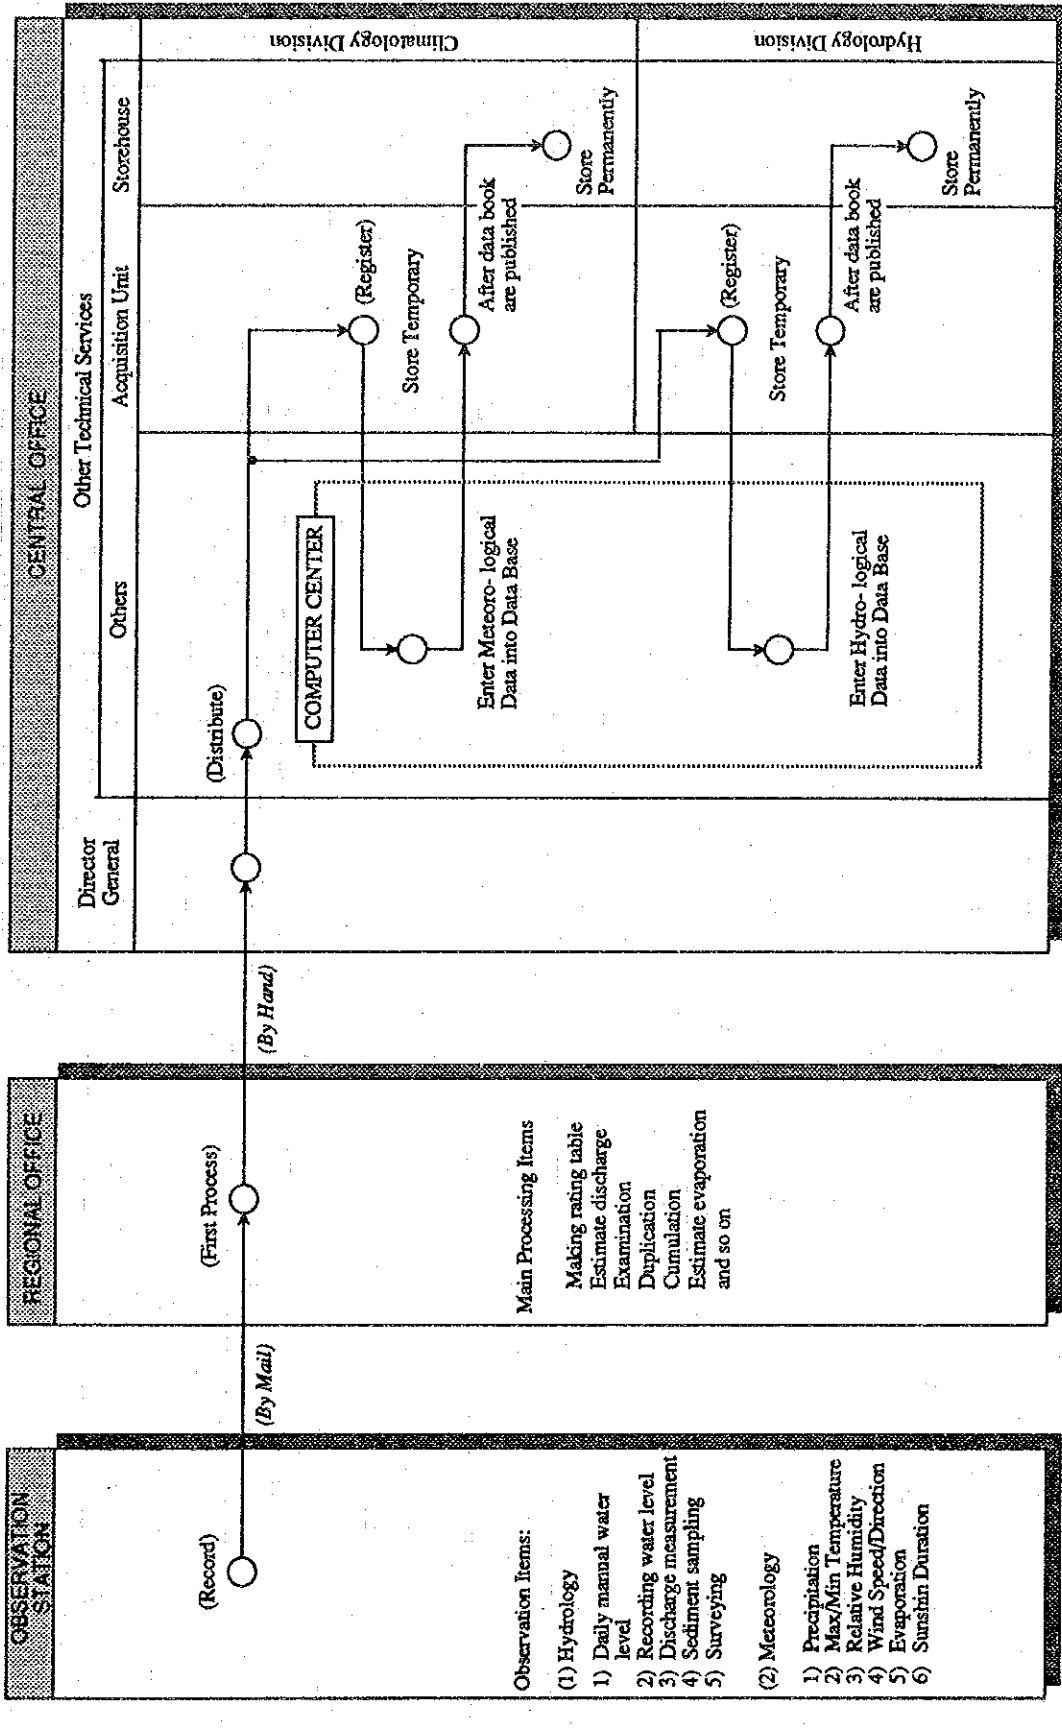 OBSERVATION
STATION
(Record)
Observation Items:
(1) Hydrology
1) Daily manual water
level
2) Recording water level
3) Discharge measurement
4) Sediment sampling
5) Surveying
(2) Meteorology
1) Precipitation
2) Max/Min Temperature
3) Relative Humidity
4) Wind Speed/Direction
5) Evaporation
6) Sunshin Duration
(By Mail)
REGIONAL OFFICE
(First Process)
Main Processing Items
Making rating table
Estimate discharge
Examination
Duplication
Cumulation
Estimate evaporation
and so on
(By Hand)
CENTRAL OFFICE
Director
General
Other Technical Services
Others
Acquisition Unit
Storehouse
(Distribute)
COMPUTER CENTER
(Register)
Store Temporary
Enter Meteoro- logical
Data into Data Base
After data book
are published
Store
Permanently
Climatology Division
(Register)
Store Temporary
Enter Hydro- logical
Data into Data Base
After data book
are published
Store
Permanently
Hydrology Division